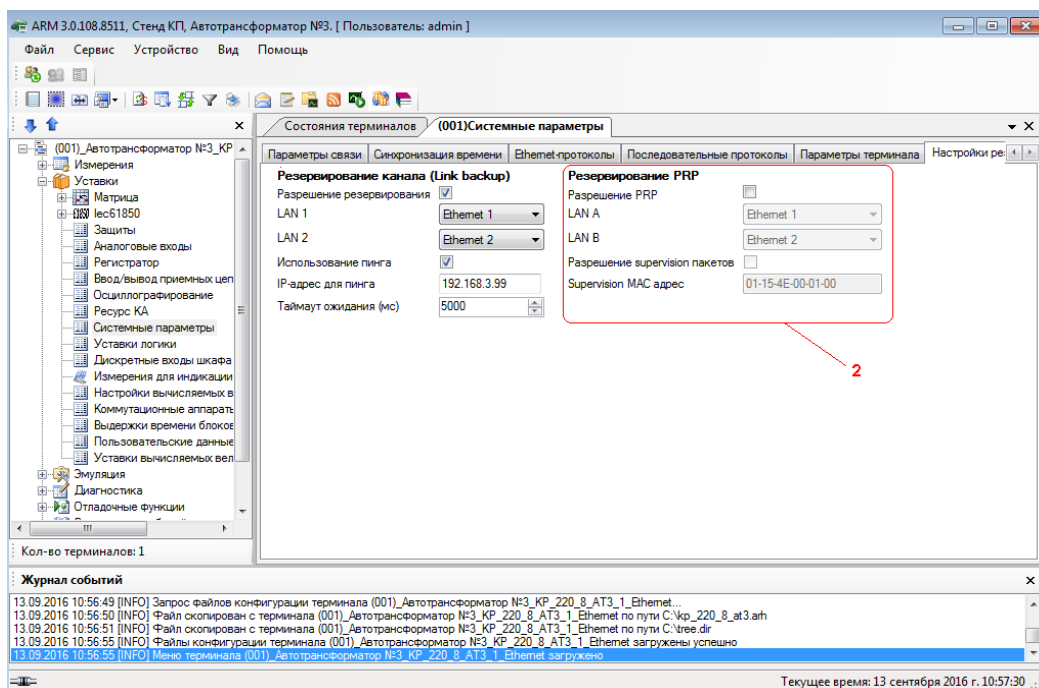 ARM 3.0.108.8511, Стенд КП, Автотрансформатор №3. [ Пользователь: admin ]
Файл Сервис Устройство Вид Помощь
Состояния терминалов (001)Системные параметры
(001)_Автотрансформатор №3_КР
Измерения
Уставки
Матрица
Iec61850
Защиты
Аналоговые входы
Регистратор
Ввод/вывод приемных цеп
Осциллографирование
Ресурс КА
Системные параметры
Уставки логики
Дискретные входы шкафа
Измерения для индикации
Настройки вычисляемых в
Коммутационные аппарать
Выдержки времени блоков
Пользовательские данные
Уставки вычисляемых вел
Эмуляция
Диагностика
Отладочные функции
Кол-во терминалов: 1
Параметры связи Синхронизация времени Ethernet-протоколы Последовательные протоколы Параметры терминала Настройки ре:
Резервирование канала (Link backup)
Разрешение резервирования
LAN 1 Ethernet 1
LAN 2 Ethernet 2
Использование пинга
IP-адрес для пинга 192.168.3.99
Таймаут ожидания (мс) 5000
Резервирование PRP
Разрешение PRP
LAN A Ethernet 1
LAN B Ethernet 2
Разрешение supervision пакетов
Supervision MAC адрес 01-15-4E-00-01-00
2
Журнал событий
13.09.2016 10:56:49 [INFO] Запрос файлов конфигурации терминала (001)_Автотрансформатор №3_КР_220_8_АТ3_1_Ethernet...
13.09.2016 10:56:50 [INFO] Файл скопирован с терминала (001)_Автотрансформатор №3_КР_220_8_АТ3_1_Ethernet по пути C:\kp_220_8_at3.arh
13.09.2016 10:56:51 [INFO] Файл скопирован с терминала (001)_Автотрансформатор №3_КР_220_8_АТ3_1_Ethernet по пути C:\tree.dir
13.09.2016 10:56:55 [INFO] Файлы конфигурации терминала (001)_Автотрансформатор №3_КР_220_8_АТ3_1_Ethernet загружены успешно
13.09.2016 10:56:55 [INFO] Меню терминала (001)_Автотрансформатор №3_КР_220_8_АТ3_1_Ethernet загружено
Текущее время: 13 сентября 2016 г. 10:57:30